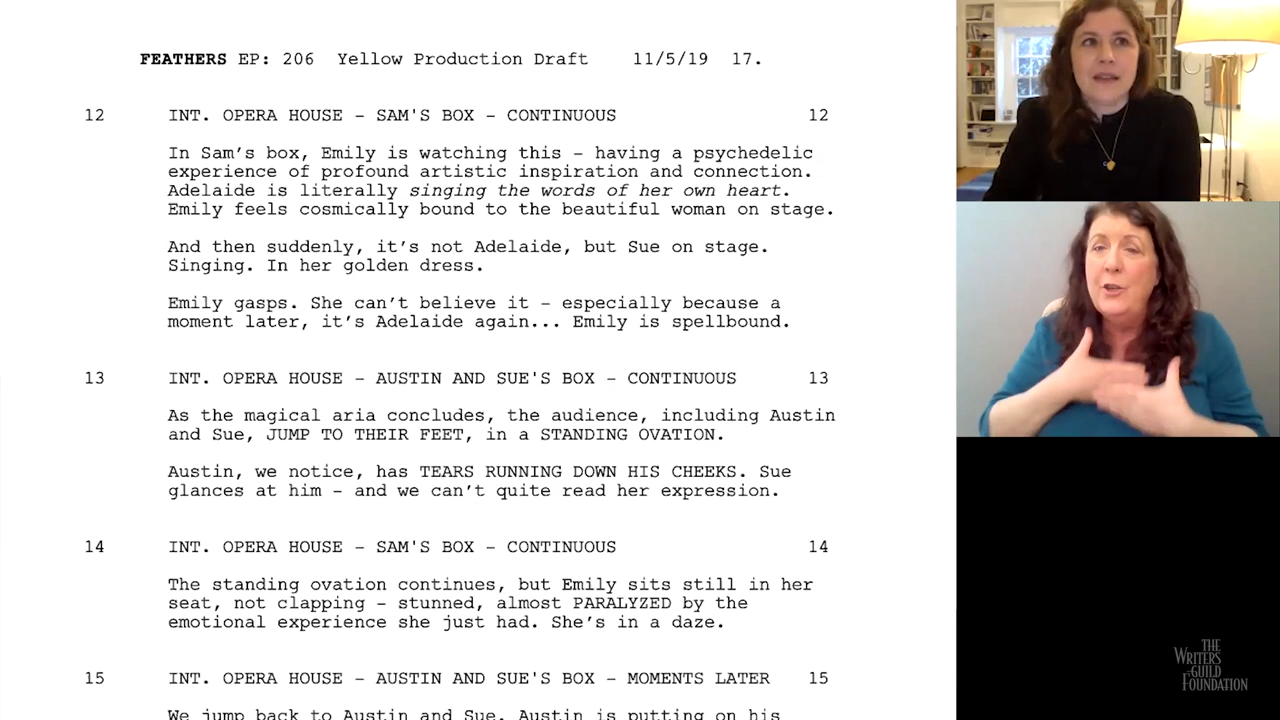 FEATHERS EP: 206 Yellow Production Draft 11/5/19 17.
12 INT. OPERA HOUSE - SAM'S BOX - CONTINUOUS 12
In Sam's box, Emily is watching this - having a psychedelic
experience of profound artistic inspiration and connection.
Adelaide is literally singing the words of her own heart.
Emily feels cosmically bound to the beautiful woman on stage.
And then suddenly, it's not Adelaide, but Sue on stage.
Singing. In her golden dress.
Emily gasps. She can't believe it - especially because a
moment later, it's Adelaide again... Emily is spellbound.
13 INT. OPERA HOUSE - AUSTIN AND SUE'S BOX - CONTINUOUS 13
As the magical aria concludes, the audience, including Austin
and Sue, JUMP TO THEIR FEET, in a STANDING OVATION.
Austin, we notice, has TEARS RUNNING DOWN HIS CHEEKS. Sue
glances at him - and we can't quite read her expression.
14 INT. OPERA HOUSE - SAM'S BOX - CONTINUOUS 14
The standing ovation continues, but Emily sits still in her
seat, not clapping - stunned, almost PARALYZED by the
emotional experience she just had. She's in a daze.
15 INT. OPERA HOUSE - AUSTIN AND SUE'S BOX - MOMENTS LATER 15
We jump back to Austin and Sue. Austin is putting on his
THE
WRITERS
GUILD
FOUNDATION